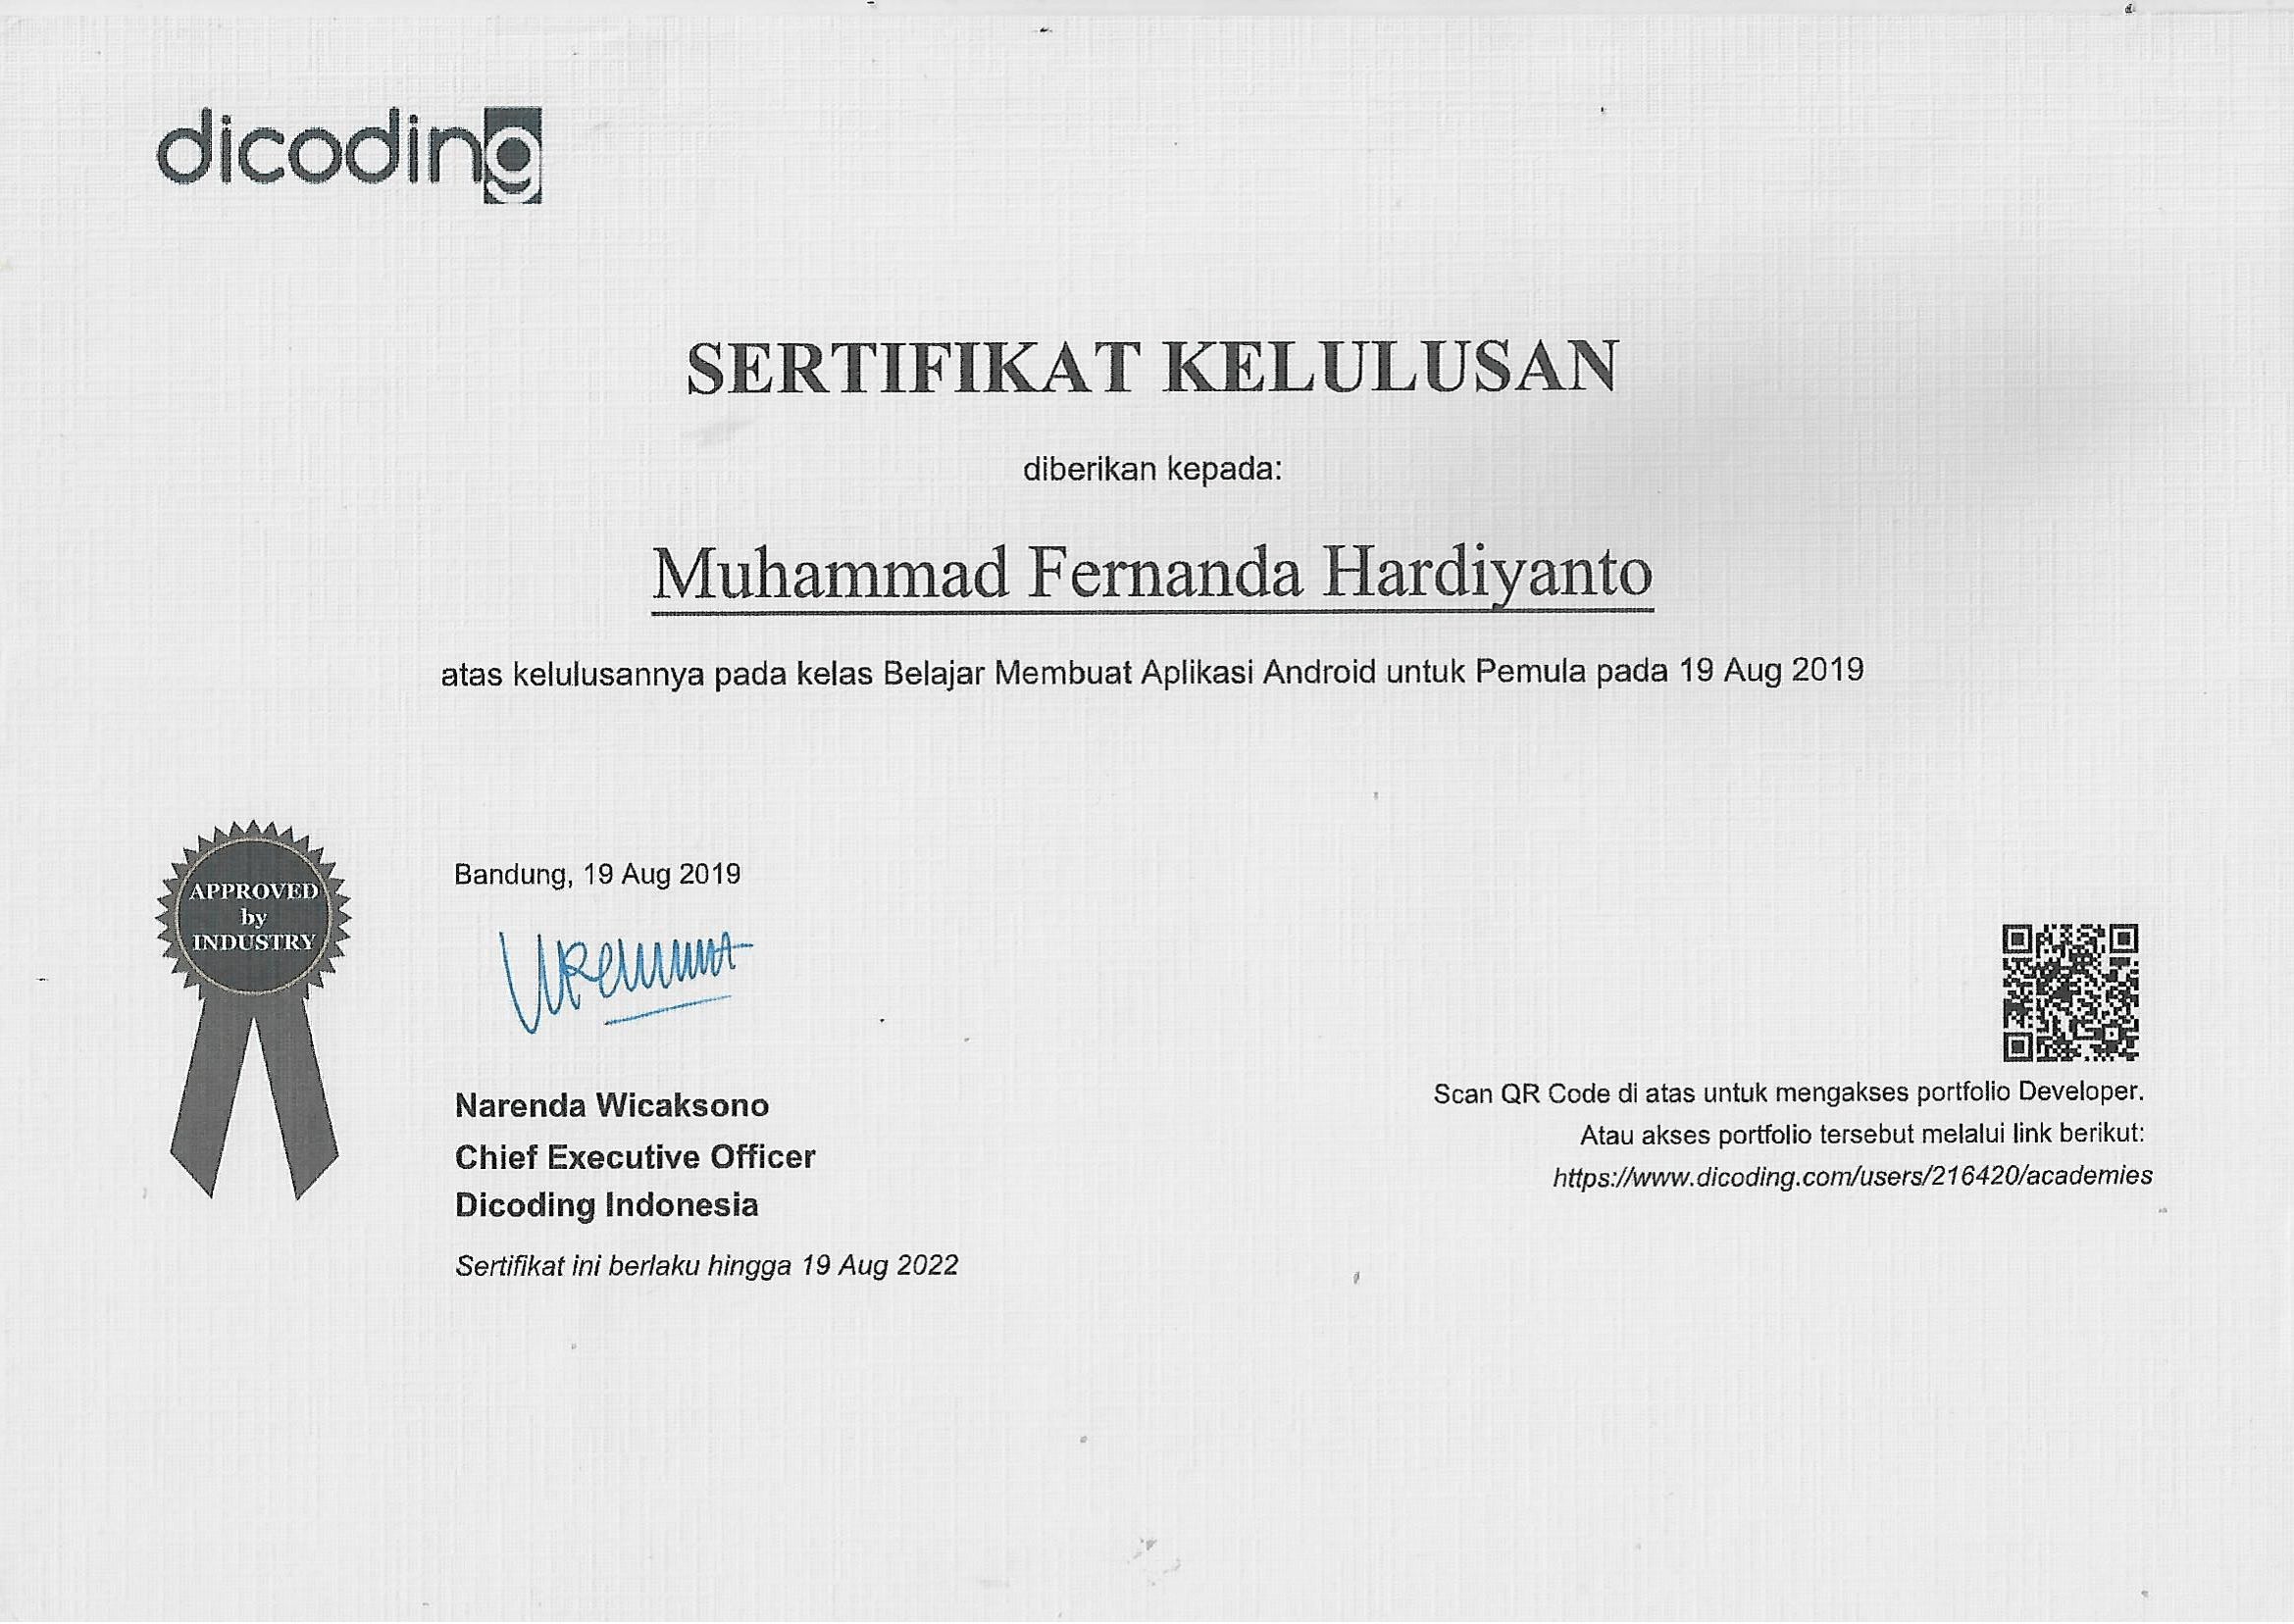 dicoding
SERTIFIKAT KELULUSAN
diberikan kepada:
Muhammad Fernanda Hardiyanto
atas kelulusannya pada kelas Belajar Membuat Aplikasi Android untuk Pemula pada 19 Aug 2019
APPROVED
by
INDUSTRY
Bandung, 19 Aug 2019
Narenda Wicaksono
Chief Executive Officer
Dicoding Indonesia
Sertifikat ini berlaku hingga 19 Aug 2022
Scan QR Code di atas untuk mengakses portfolio Developer.
Atau akses portfolio tersebut melalui link berikut:
https://www.dicoding.com/users/216420/academies